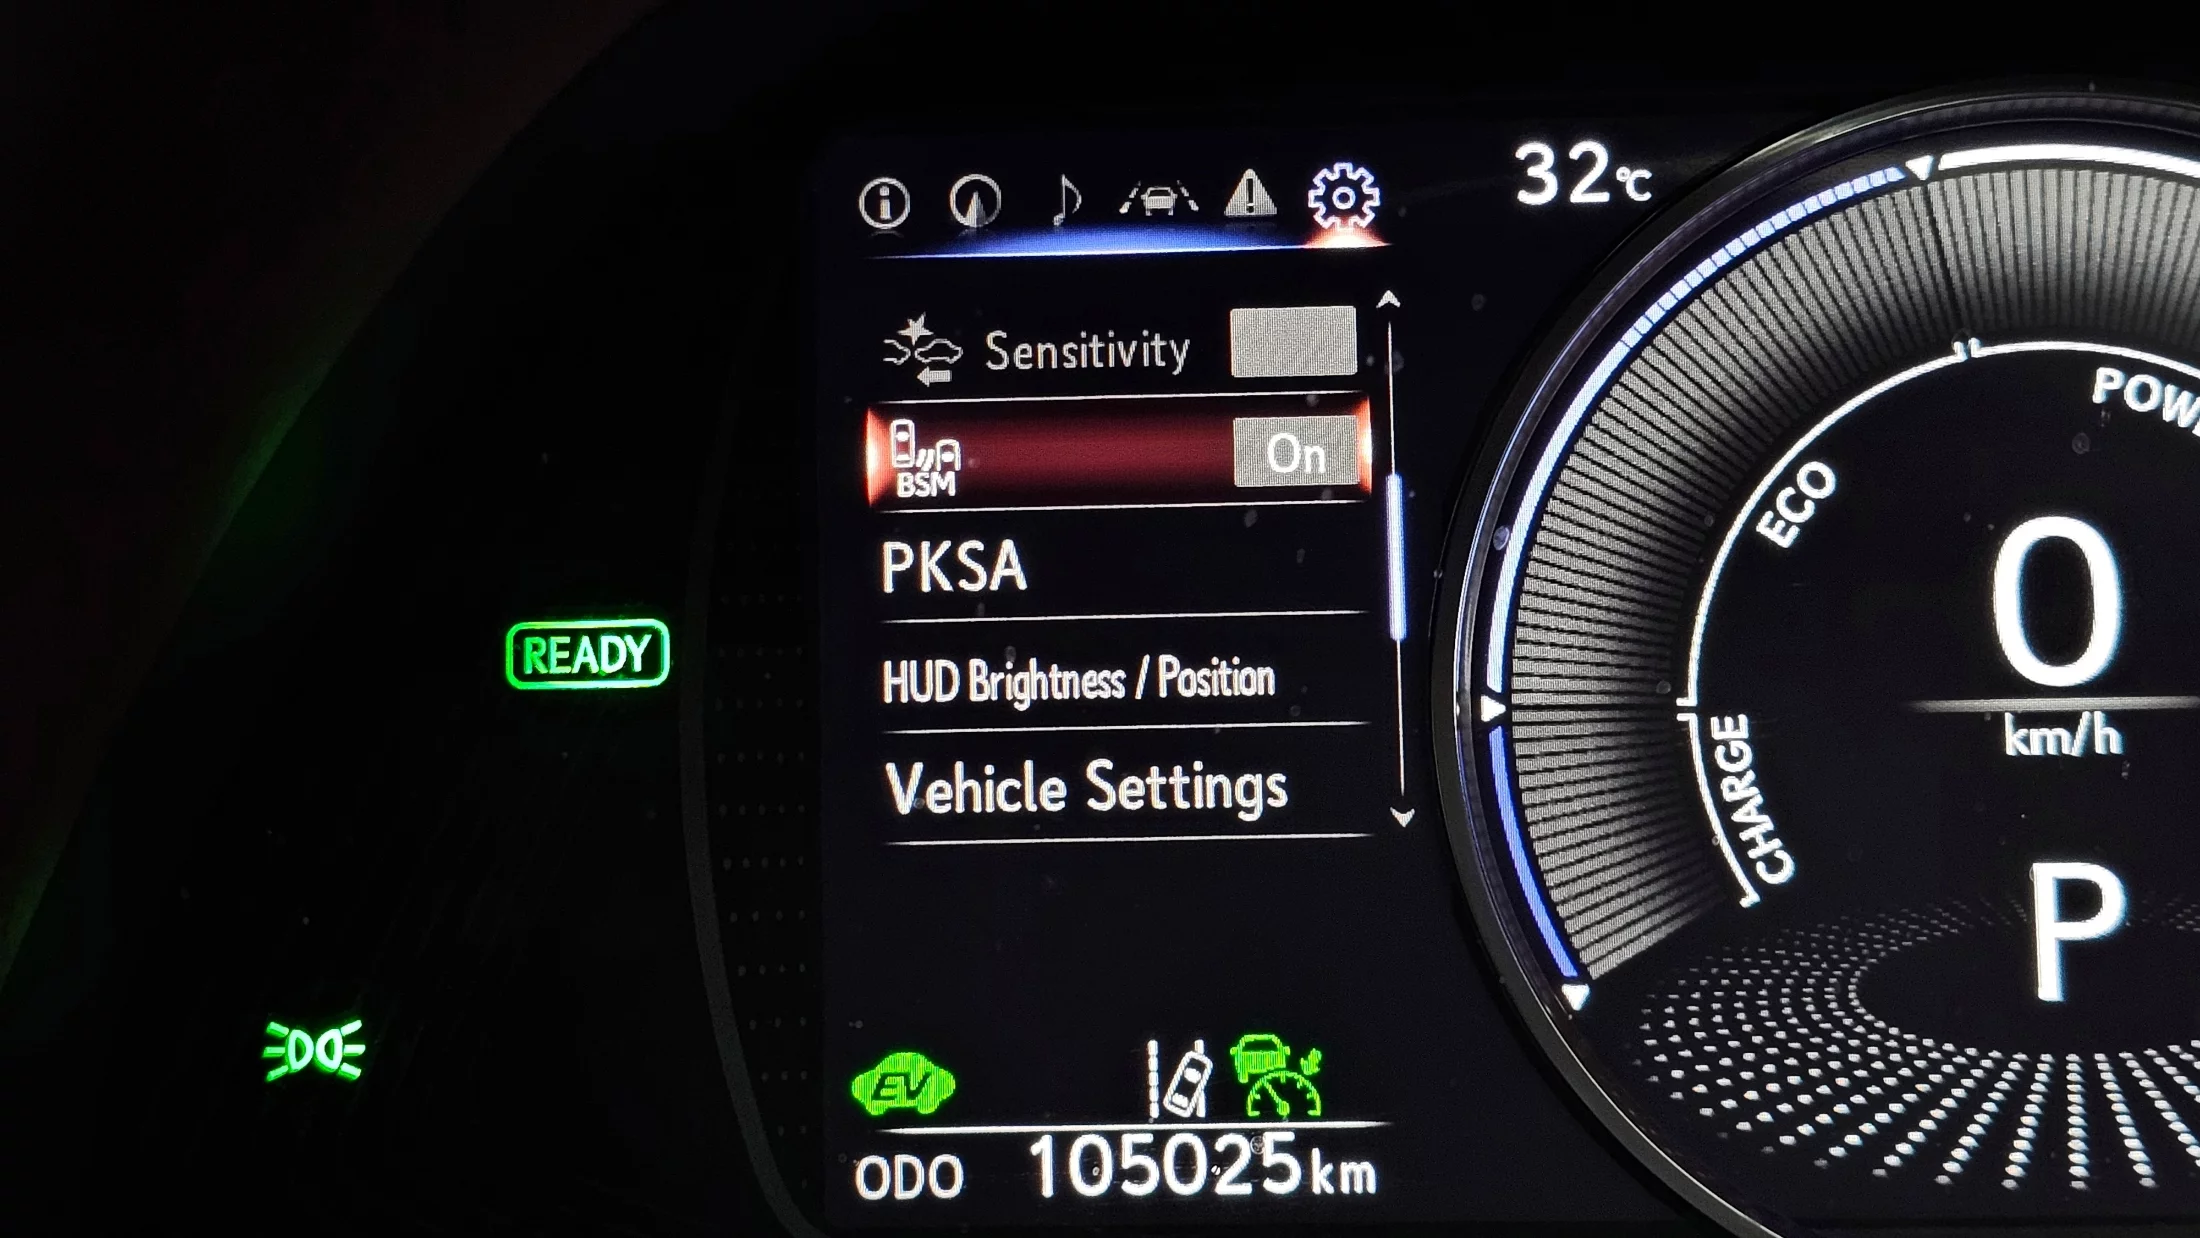 32°C
Sensitivity
BSM On
PKSA
HUD Brightness / Position
Vehicle Settings
READY
EV
ODO 105025km
POW
ECO
CHARGE
0
km/h
P